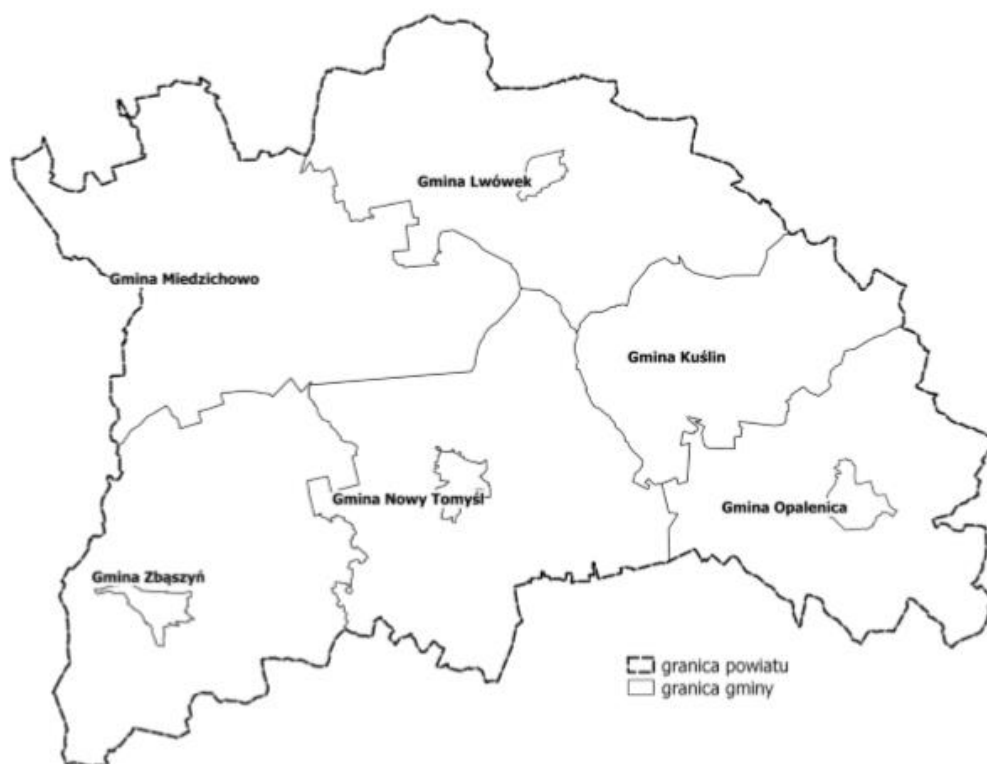 Gmina Lwówek
Gmina Miedzichowo
Gmina Kuślin
Gmina Nowy Tomyśl
Gmina Opalenica
Gmina Zbąszyń
granica powiatu
granica gminy